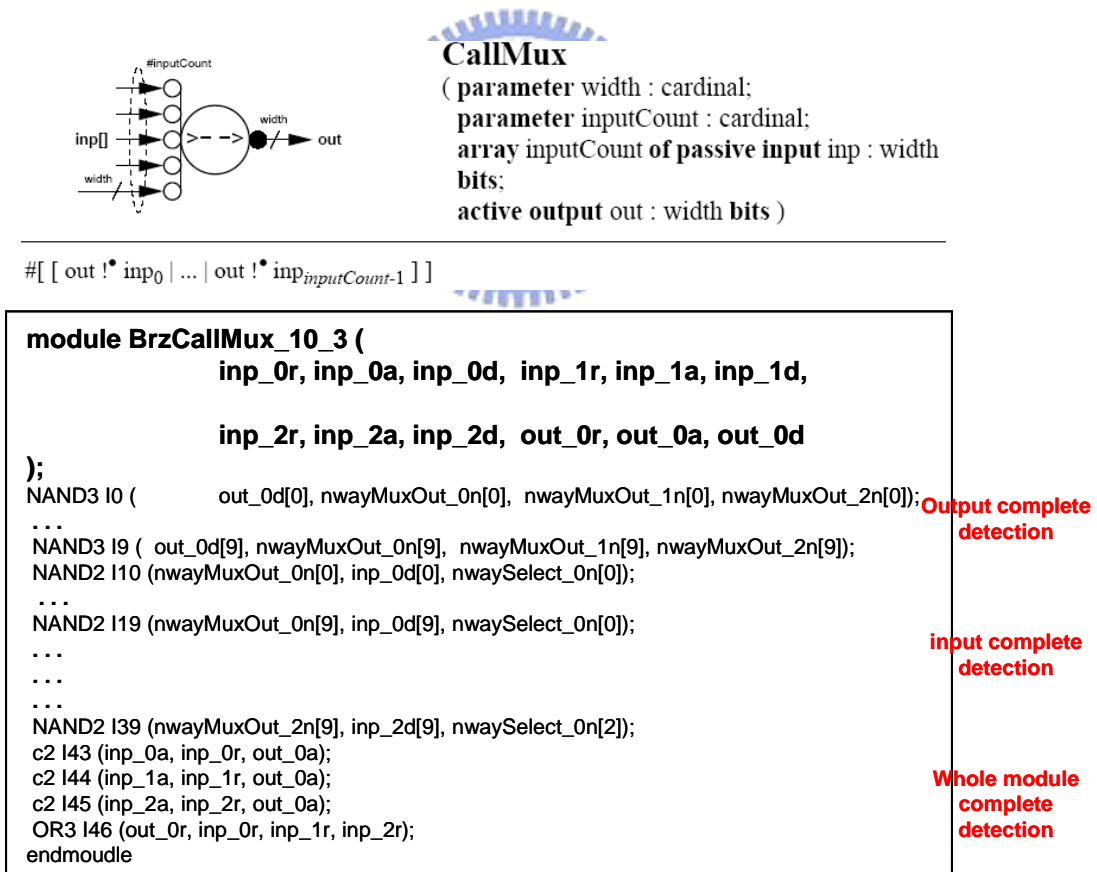 #inputCount
inp[]
width
>-->
width
out
CallMux
( parameter width : cardinal;
parameter inputCount : cardinal;
array inputCount of passive input inp : width
bits;
active output out : width bits )
#[ [ out !• inp0 | ... | out !• inpinputCount-1 ] ]
module BrzCallMux_10_3 (
inp_0r, inp_0a, inp_0d, inp_1r, inp_1a, inp_1d,
inp_2r, inp_2a, inp_2d, out_0r, out_0a, out_0d
);
NAND3 I0 ( out_0d[0], nwayMuxOut_0n[0], nwayMuxOut_1n[0], nwayMuxOut_2n[0]);
. . .
NAND3 I9 ( out_0d[9], nwayMuxOut_0n[9], nwayMuxOut_1n[9], nwayMuxOut_2n[9]);
NAND2 I10 (nwayMuxOut_0n[0], inp_0d[0], nwaySelect_0n[0]);
. . .
NAND2 I19 (nwayMuxOut_0n[9], inp_0d[9], nwaySelect_0n[0]);
. . .
. . .
. . .
NAND2 I39 (nwayMuxOut_2n[9], inp_2d[9], nwaySelect_0n[2]);
c2 I43 (inp_0a, inp_0r, out_0a);
c2 I44 (inp_1a, inp_1r, out_0a);
c2 I45 (inp_2a, inp_2r, out_0a);
OR3 I46 (out_0r, inp_0r, inp_1r, inp_2r);
endmoudle
Output complete
detection
input complete
detection
Whole module
complete
detection